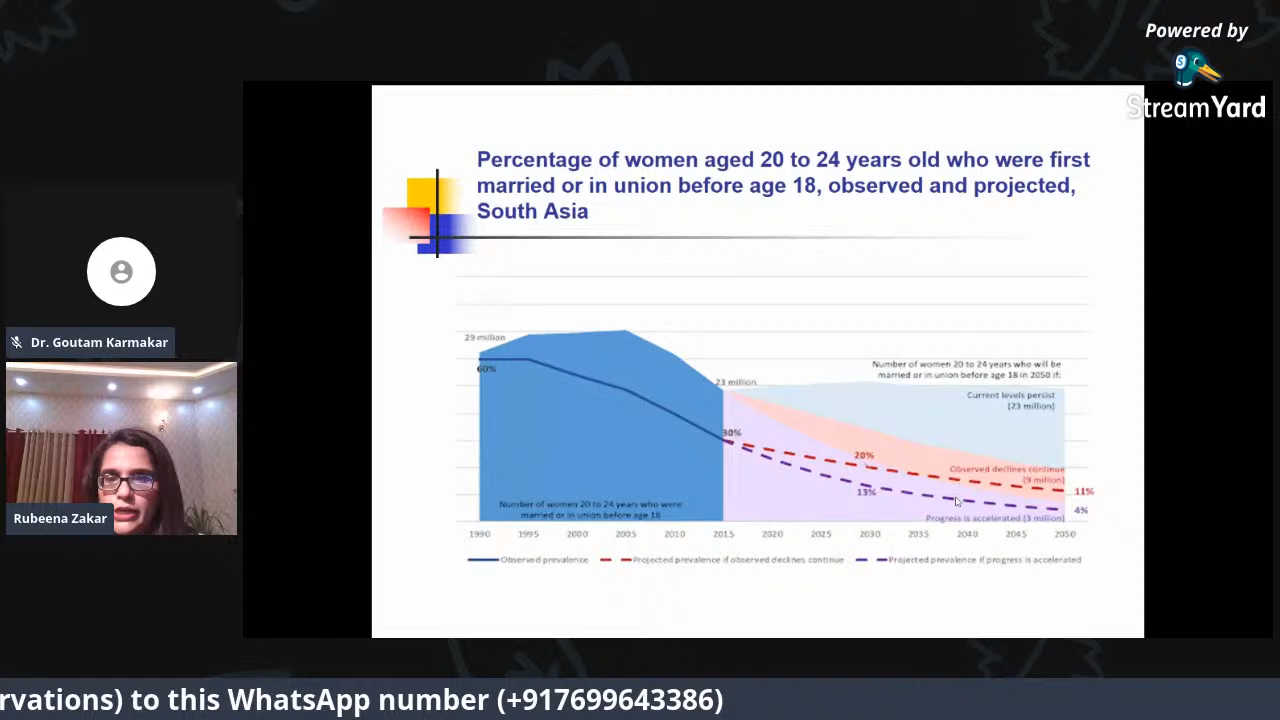 Powered by
StreamYard
Percentage of women aged 20 to 24 years old who were first
married or in union before age 18, observed and projected,
South Asia
29 million
60%
23 million
30%
Number of women 20 to 24 years who will be
married or in union before age 18 in 2050 if:
Current levels persist
(23 million)
20%
Observed declines continue
(9 million)
11%
13%
4%
Number of women 20 to 24 years who were
married or in union before age 18
Progress is accelerated (3 million)
1990 1995 2000 2005 2010 2015 2020 2025 2030 2035 2040 2045 2050
Observed prevalence Projected prevalence if observed declines continue Projected prevalence if progress is accelerated
Dr. Goutam Karmakar
Rubeena Zakar
rvations) to this WhatsApp number (+917699643386)